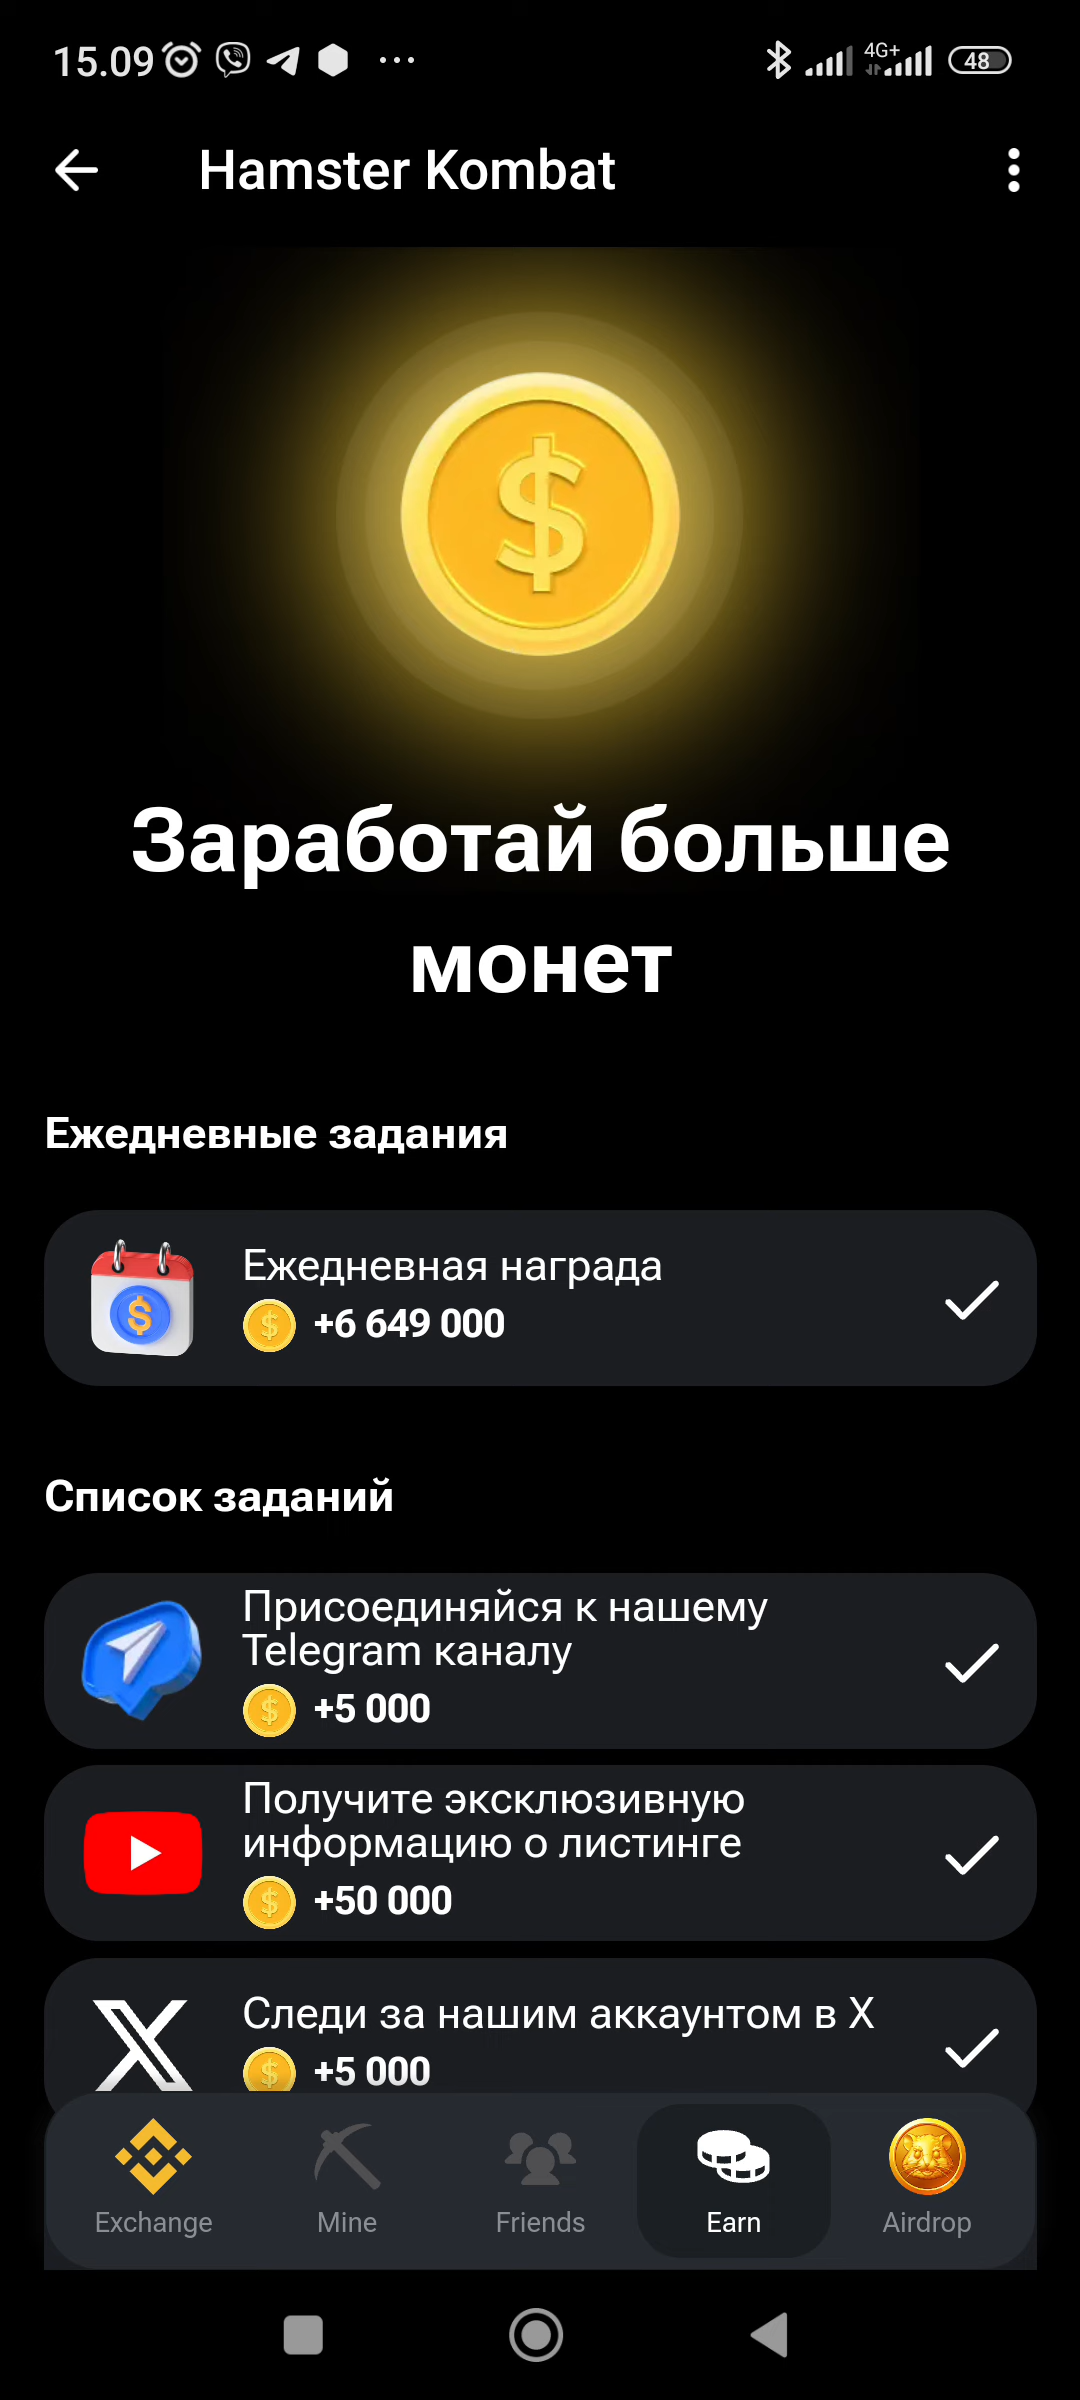 15.09
4G+
48
Hamster Kombat
Заработай больше
монет
Ежедневные задания
Ежедневная награда
+6 649 000
Список заданий
Присоединяйся к нашему
Telegram каналу
+5 000
Получите эксклюзивную
информацию о листинге
+50 000
Следи за нашим аккаунтом в X
+5 000
Exchange
Mine
Friends
Earn
Airdrop